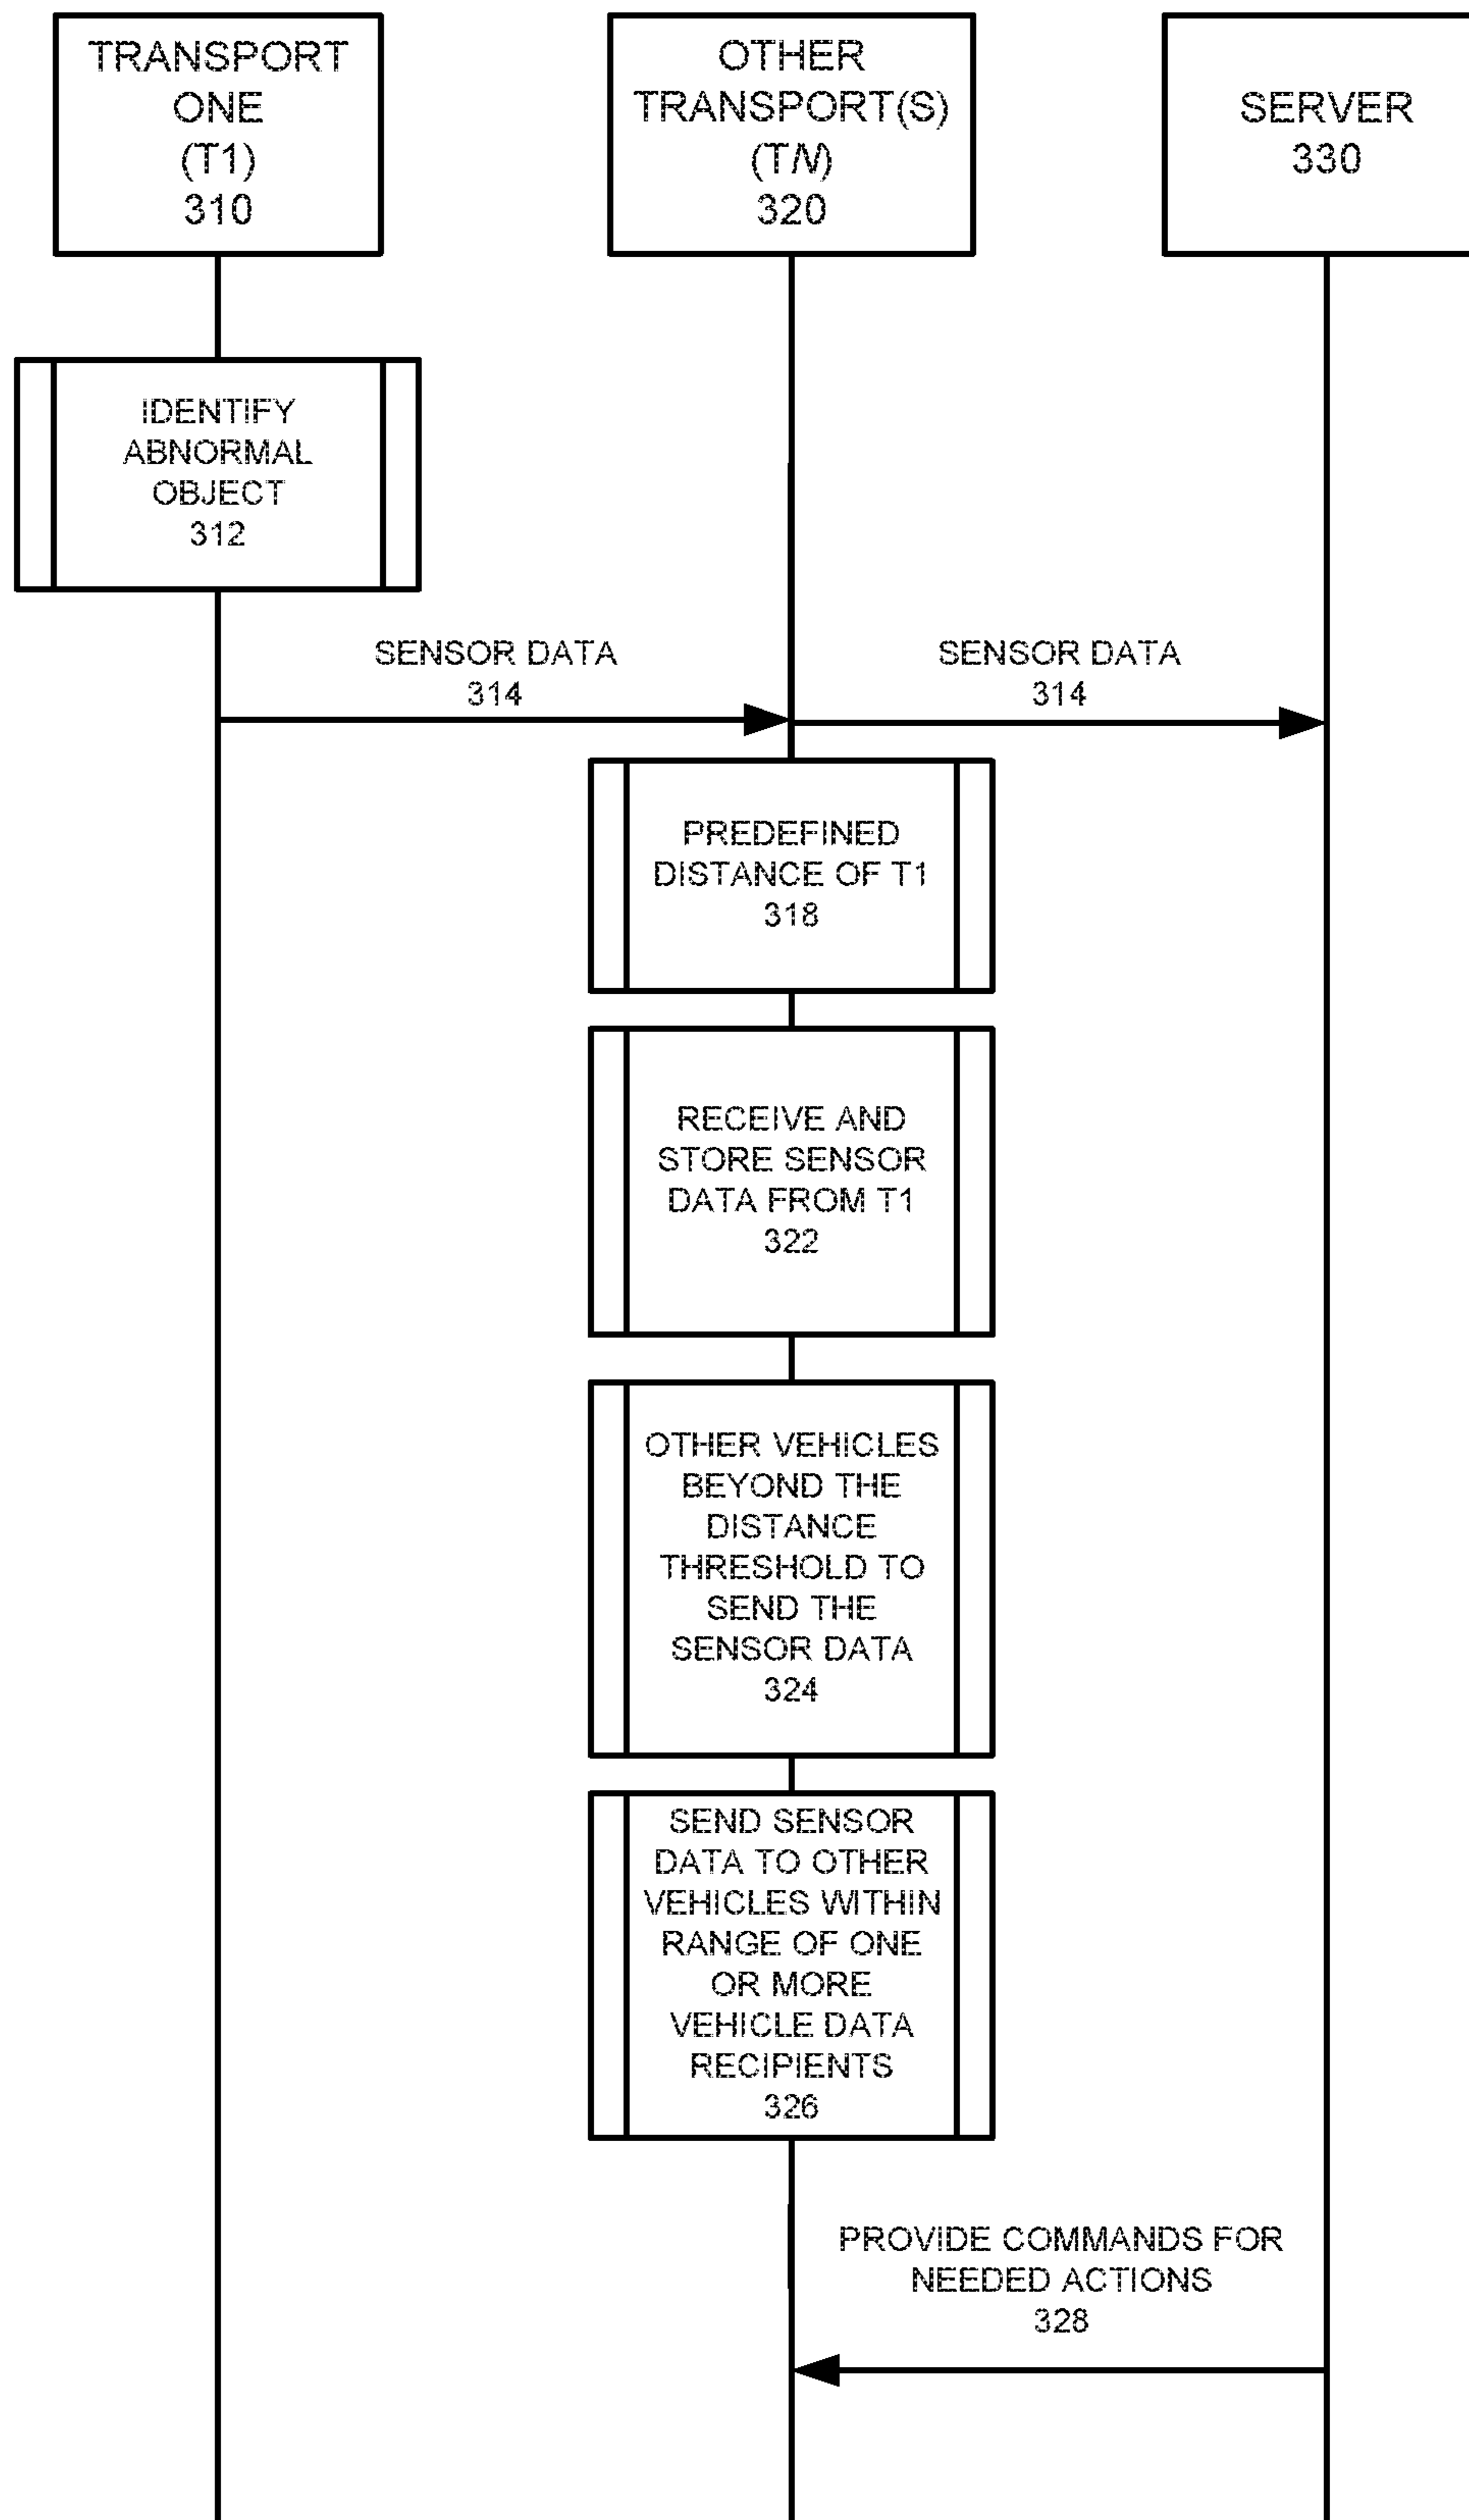 TRANSPORT
ONE
(T1)
310
OTHER
TRANSPORT(S)
(TN)
320
SERVER
330
IDENTIFY
ABNORMAL
OBJECT
312
SENSOR DATA
314
SENSOR DATA
314
PREDEFINED
DISTANCE OF T1
318
RECEIVE AND
STORE SENSOR
DATA FROM T1
322
OTHER VEHICLES
BEYOND THE
DISTANCE
THRESHOLD TO
SEND THE
SENSOR DATA
324
SEND SENSOR
DATA TO OTHER
VEHICLES WITHIN
RANGE OF ONE
OR MORE
VEHICLE DATA
RECIPIENTS
326
PROVIDE COMMANDS FOR
NEEDED ACTIONS
328